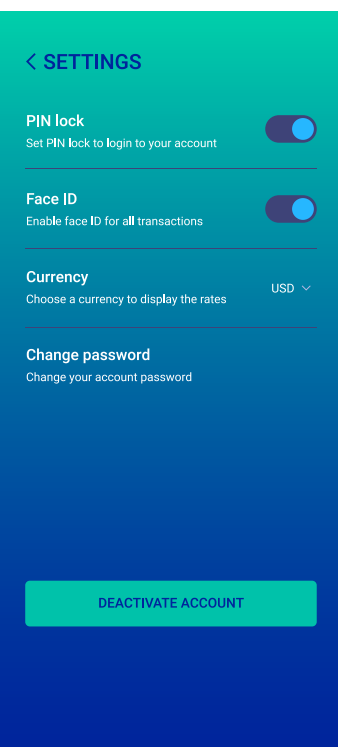 SETTINGS
PIN lock
Set PIN lock to login to your account
Face ID
Enable face ID for all transactions
Currency
Choose a currency to display the rates
USD
Change password
Change your account password
DEACTIVATE ACCOUNT